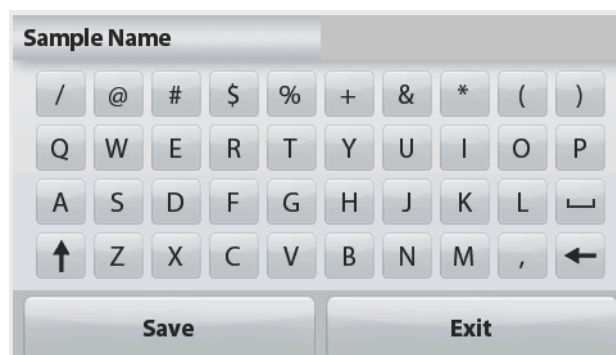 Sample Name
/ @ # $ % + & * ( )
Q W E R T Y U I O P
A S D F G H J K L
Z X C V B N M ,
Save Exit